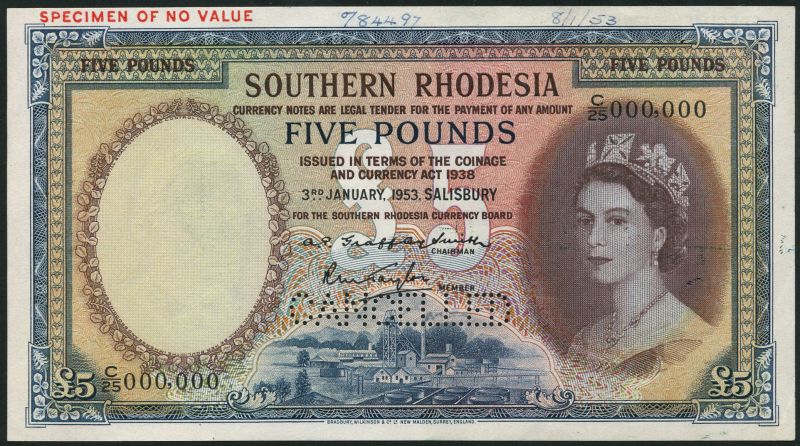 SPECIMEN OF NO VALUE
8/1/53
FIVE POUNDS
FIVE POUNDS
SOUTHERN RHODESIA
CURRENCY NOTES ARE LEGAL TENDER FOR THE PAYMENT OF ANY AMOUNT
C/25 000,000
FIVE POUNDS
£5
ISSUED IN TERMS OF THE COINAGE
AND CURRENCY ACT 1938
3RD JANUARY, 1953, SALISBURY
FOR THE SOUTHERN RHODESIA CURRENCY BOARD
CHAIRMAN
MEMBER
CANCELLED
C/25 000,000
£5
£5
BRADBURY, WILKINSON & Co. Ld. NEW MALDEN, SURREY, ENGLAND.